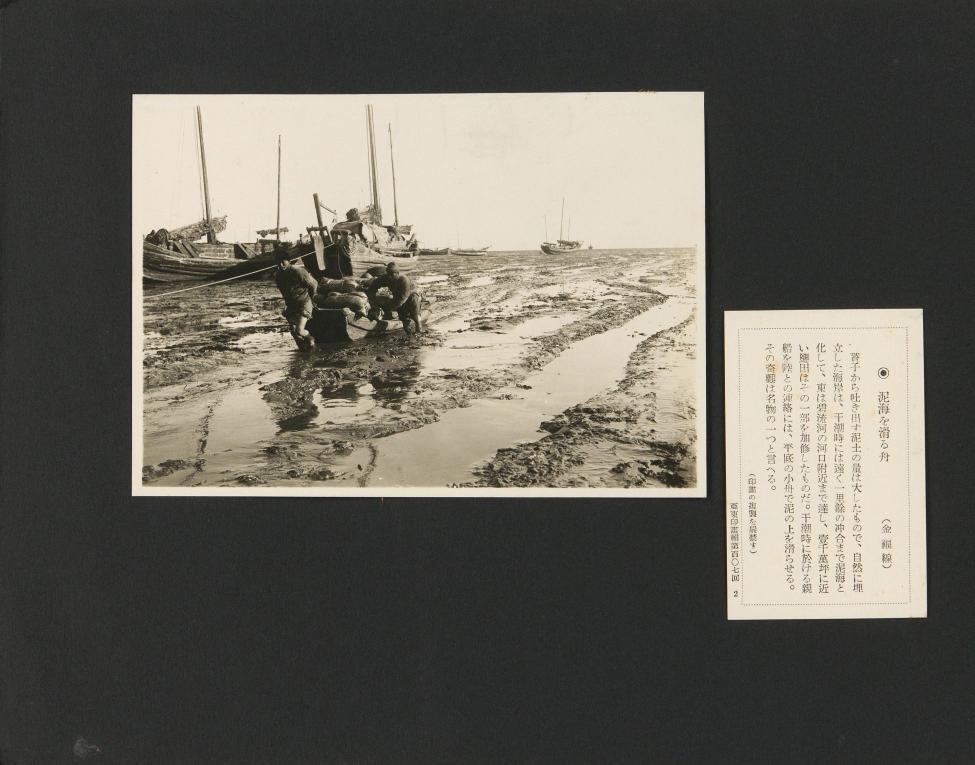 ◉ 泥海を滑る舟 （金福線）
子から吐き出す泥土の量は大したもので、自然に埋
立した海岸は、干潮時には遠く一里餘の沖合まで泥海と
化して、東は碧流河の河口附近まで達し、壹千萬坪に近
い鹽田はその一部を加修したものだ。干潮時に於ける親
船と陸との連絡には、平底の小舟で泥の上を滑らせる。
その奇觀は名物の一つと言へる。
（印畫の複製を嚴禁す）
亞東印畫輯第百〇七回 2